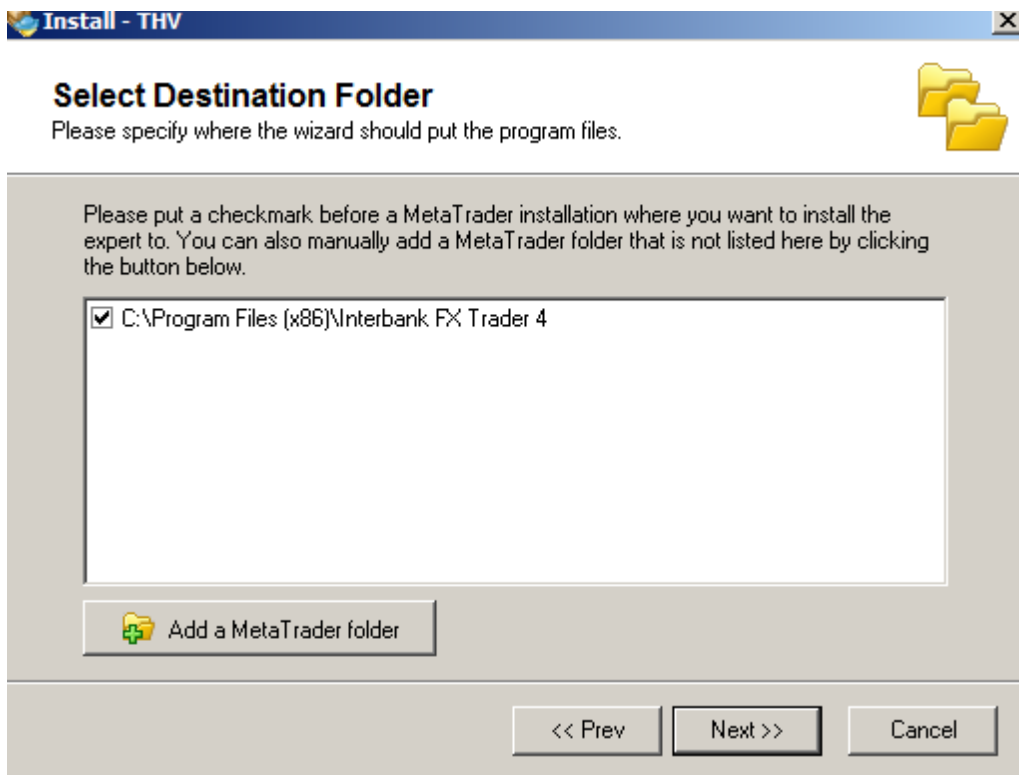 Install - THV
Select Destination Folder
Please specify where the wizard should put the program files.
Please put a checkmark before a MetaTrader installation where you want to install the
expert to. You can also manually add a MetaTrader folder that is not listed here by clicking
the button below.
C:\Program Files (x86)\Interbank FX Trader 4
Add a MetaTrader folder
<< Prev
Next >>
Cancel